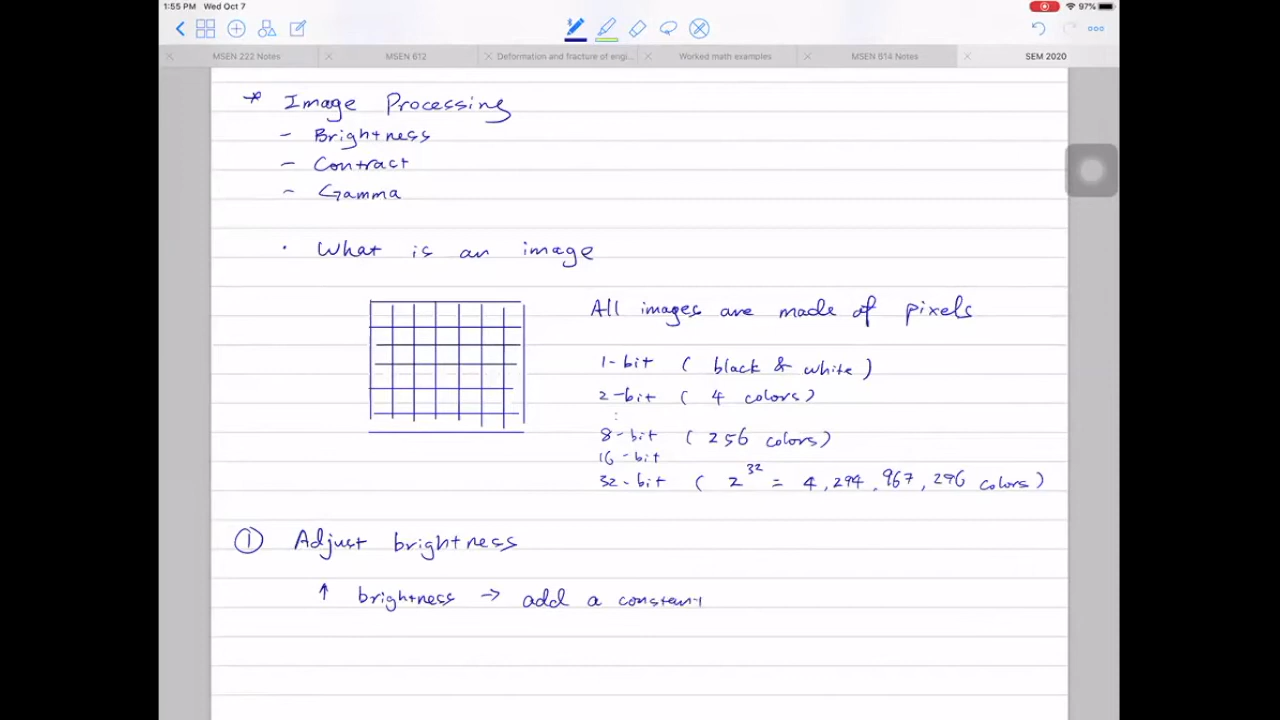 1:55 PM Wed Oct 7
97%
MSEN 222 Notes
MSEN 612
Deformation and fracture of engi...
Worked math examples
MSEN 614 Notes
SEM 2020
* Image Processing
- Brightness
- Contract
- Gamma
· What is an image
All images are made of pixels
1-bit ( black & white )
2-bit ( 4 colors )
⋮
8-bit ( 256 colors )
16-bit
32-bit ( 2^32 = 4,294,967,296 colors )
① Adjust brightness
↑ brightness → add a constant